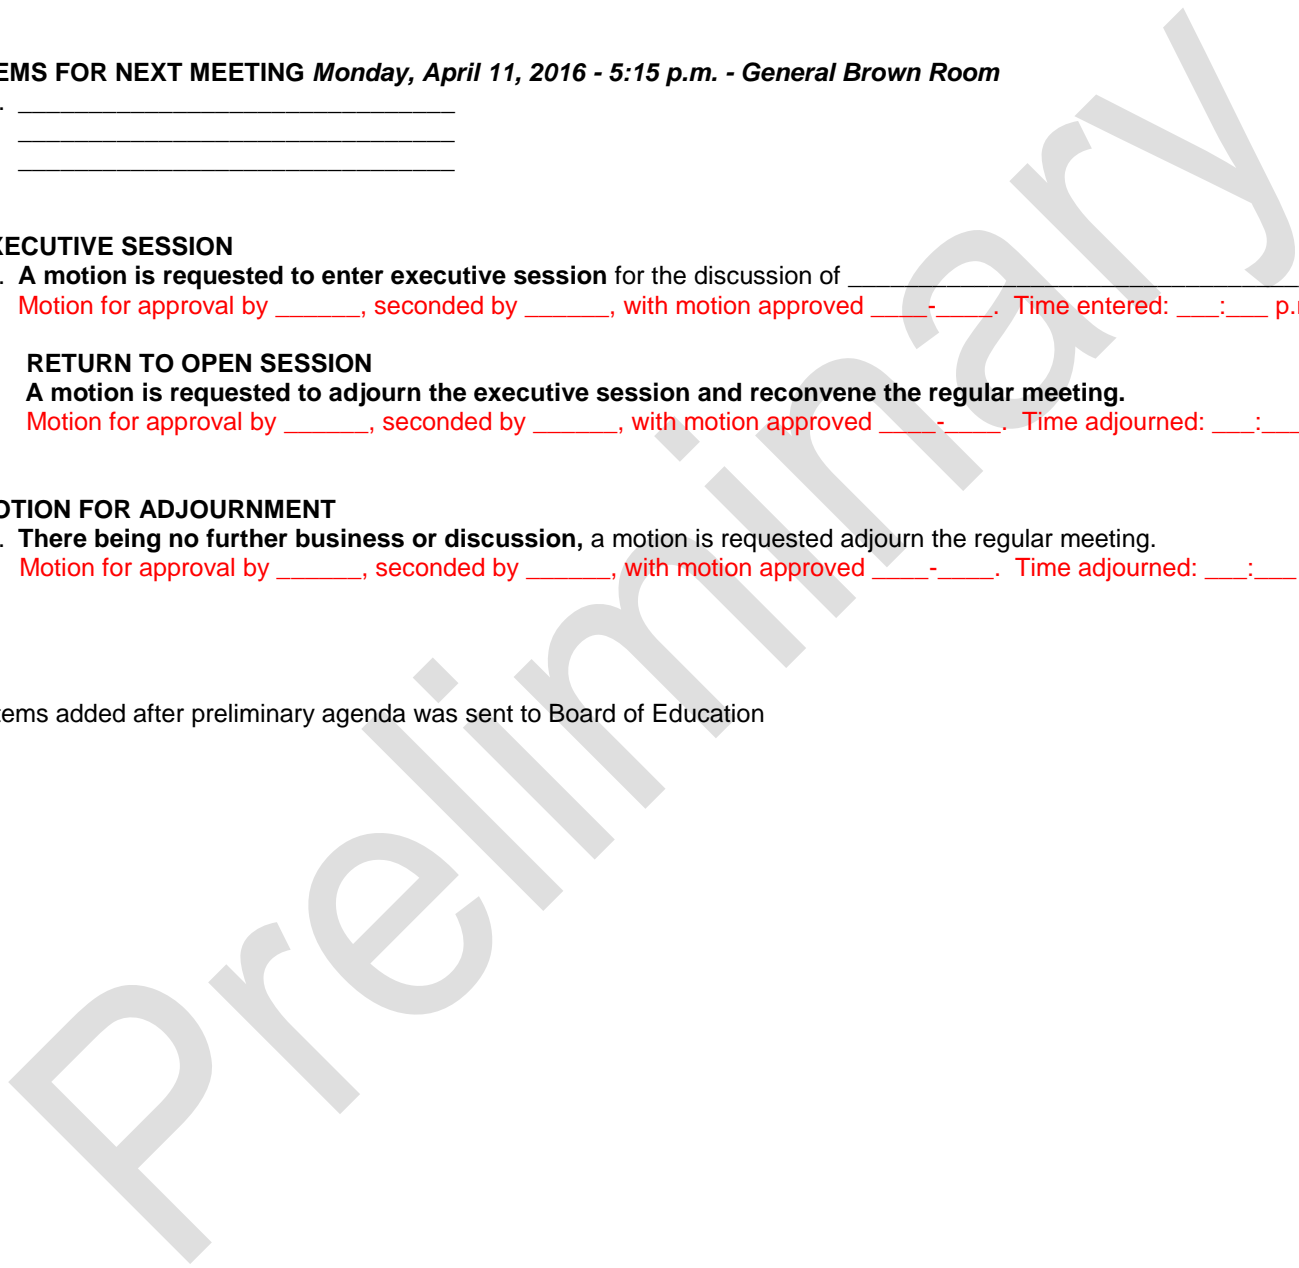 EMS FOR NEXT MEETING Monday, April 11, 2016 - 5:15 p.m. - General Brown Room
. _______________________________
_______________________________
_______________________________
XECUTIVE SESSION
. A motion is requested to enter executive session for the discussion of ________________________________
Motion for approval by ______, seconded by ______, with motion approved ____-____. Time entered: ___:___ p.
RETURN TO OPEN SESSION
A motion is requested to adjourn the executive session and reconvene the regular meeting.
Motion for approval by ______, seconded by ______, with motion approved ____-____. Time adjourned: ___:___
OTION FOR ADJOURNMENT
. There being no further business or discussion, a motion is requested adjourn the regular meeting.
Motion for approval by ______, seconded by ______, with motion approved ____-____. Time adjourned: ___:___
tems added after preliminary agenda was sent to Board of Education
Preliminary